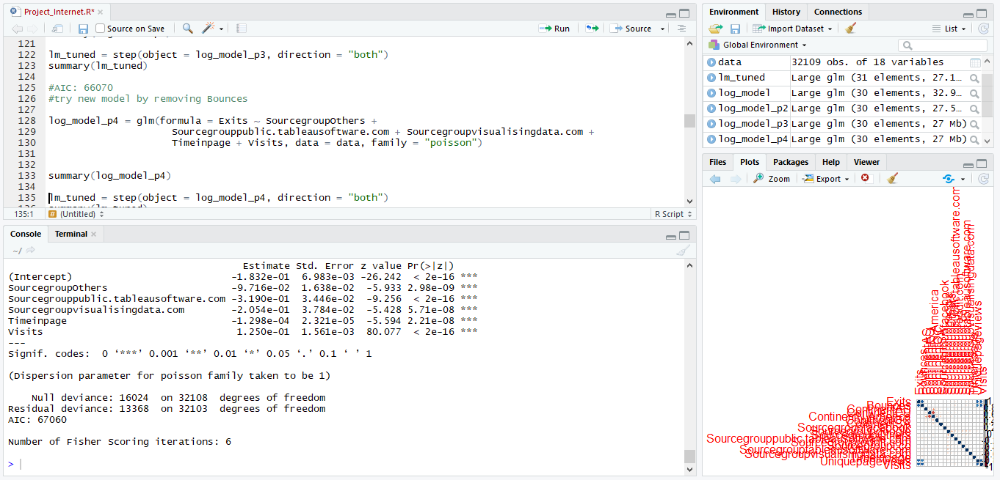 Project_Internet.R*
Source on Save
Run
Source
121
122 lm_tuned = step(object = log_model_p3, direction = "both")
123 summary(lm_tuned)
124
125 #AIC: 66070
126 #try new model by removing Bounces
127
128 log_model_p4 = glm(formula = Exits ~ SourcegroupOthers +
129 Sourcegrouppublic.tableausoftware.com + Sourcegroupvisualisingdata.com +
130 Timeinpage + Visits, data = data, family = "poisson")
131
132
133 summary(log_model_p4)
134
135 lm_tuned = step(object = log_model_p4, direction = "both")
135:1 # (Untitled) R Script
Console Terminal
~/
Estimate Std. Error z value Pr(>|z|)
(Intercept) -1.832e-01 6.983e-03 -26.242 < 2e-16 ***
SourcegroupOthers -9.716e-02 1.638e-02 -5.933 2.98e-09 ***
Sourcegrouppublic.tableausoftware.com -3.190e-01 3.446e-02 -9.256 < 2e-16 ***
Sourcegroupvisualisingdata.com -2.054e-01 3.784e-02 -5.428 5.71e-08 ***
Timeinpage -1.298e-04 2.321e-05 -5.594 2.21e-08 ***
Visits 1.250e-01 1.561e-03 80.077 < 2e-16 ***
---
Signif. codes: 0 ‘***’ 0.001 ‘**’ 0.01 ‘*’ 0.05 ‘.’ 0.1 ‘ ’ 1
(Dispersion parameter for poisson family taken to be 1)
Null deviance: 16024 on 32108 degrees of freedom
Residual deviance: 13368 on 32103 degrees of freedom
AIC: 67060
Number of Fisher Scoring iterations: 6
>
Environment History Connections
Import Dataset List
Global Environment
data 32109 obs. of 18 variables
lm_tuned Large glm (31 elements, 27.1…
log_model Large glm (30 elements, 32.9…
log_model_p2 Large glm (30 elements, 27.5…
log_model_p3 Large glm (30 elements, 27 Mb)
log_model_p4 Large glm (30 elements, 27 Mb)
Files Plots Packages Help Viewer
Zoom Export
Exits
Bounces
Sourcegrouppublic.tableausoftware.com
Sourcegroupvisualisingdata.com
Uniquepageviews
Visits